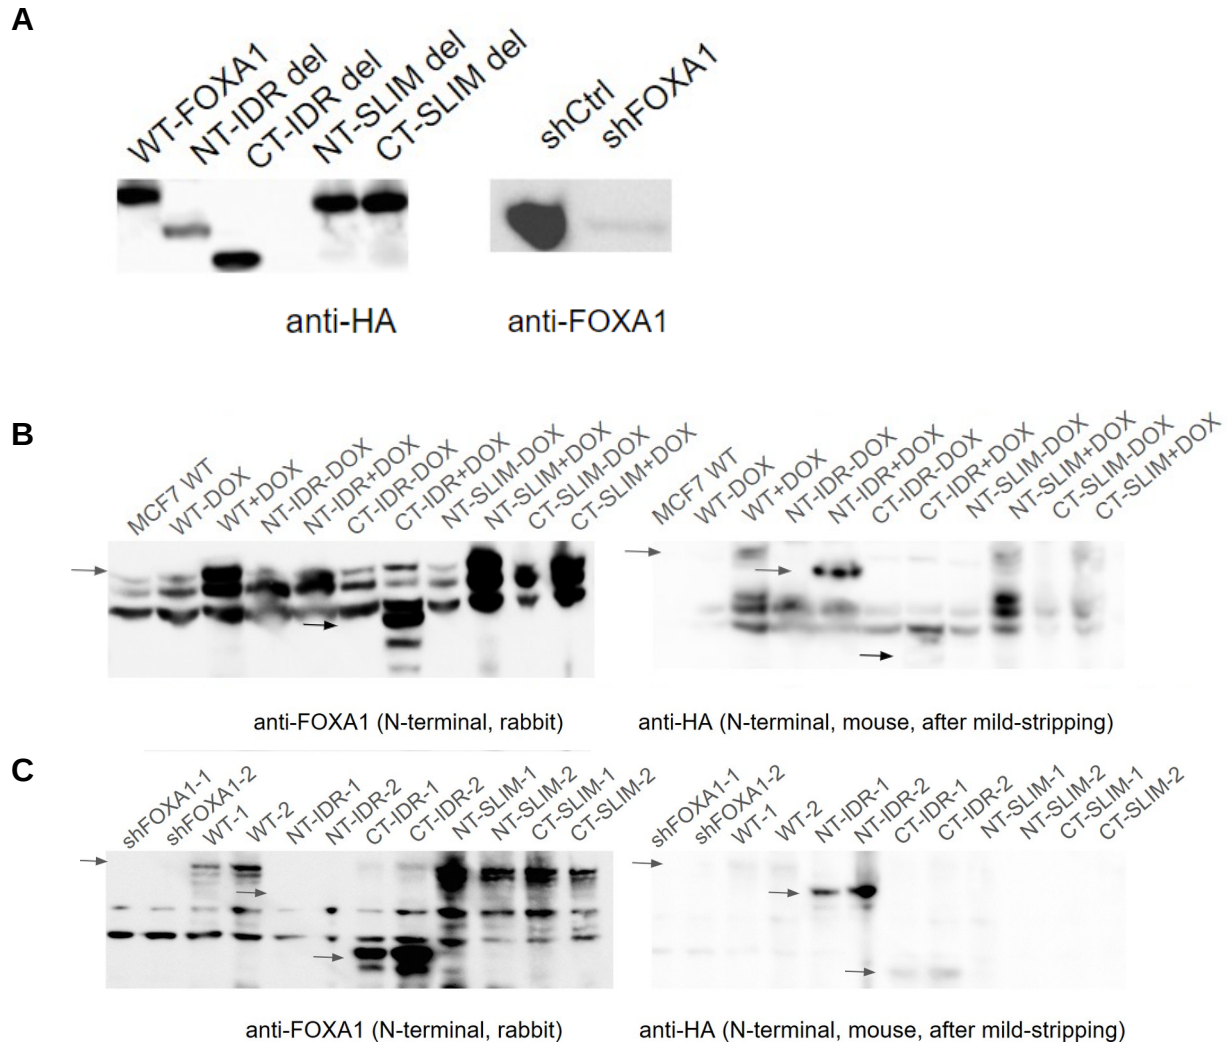 A
WT-FOXA1
NT-IDR del
CT-IDR del
NT-SLIM del
CT-SLIM del
shCtrl
shFOXA1
anti-HA
anti-FOXA1
B
MCF7 WT
WT-DOX
WT+DOX
NT-IDR-DOX
NT-IDR+DOX
CT-IDR-DOX
CT-IDR+DOX
NT-SLIM-DOX
NT-SLIM+DOX
CT-SLIM-DOX
CT-SLIM+DOX
MCF7 WT
WT-DOX
WT+DOX
NT-IDR-DOX
NT-IDR+DOX
CT-IDR-DOX
CT-IDR+DOX
NT-SLIM-DOX
NT-SLIM+DOX
CT-SLIM-DOX
CT-SLIM+DOX
anti-FOXA1 (N-terminal, rabbit)
anti-HA (N-terminal, mouse, after mild-stripping)
C
shFOXA1-1
shFOXA1-2
WT-1
WT-2
NT-IDR-1
NT-IDR-2
CT-IDR-1
CT-IDR-2
NT-SLIM-1
NT-SLIM-2
CT-SLIM-1
CT-SLIM-2
shFOXA1-1
shFOXA1-2
WT-1
WT-2
NT-IDR-1
NT-IDR-2
CT-IDR-1
CT-IDR-2
NT-SLIM-1
NT-SLIM-2
CT-SLIM-1
CT-SLIM-2
anti-FOXA1 (N-terminal, rabbit)
anti-HA (N-terminal, mouse, after mild-stripping)